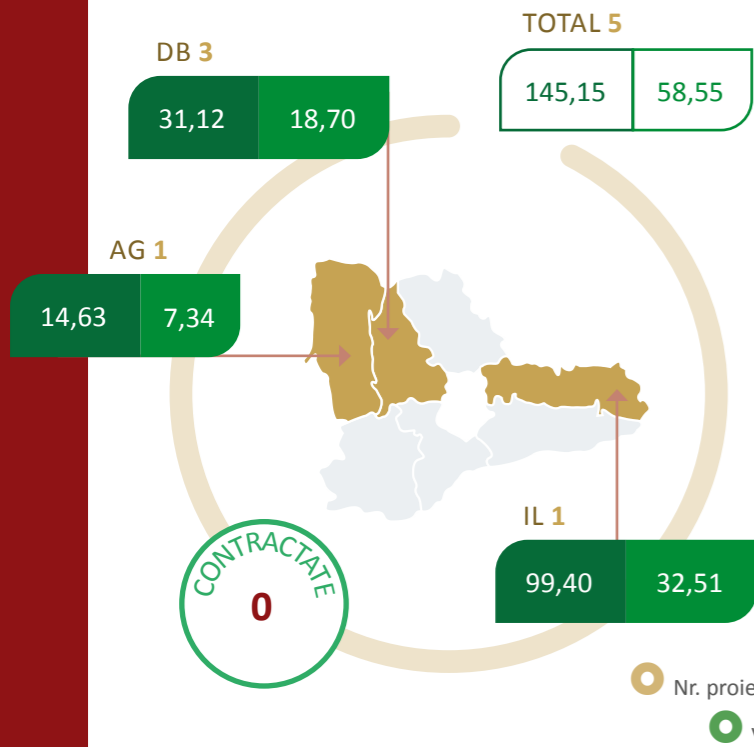 TOTAL 5
145,15 58,55
DB 3
31,12 18,70
AG 1
14,63 7,34
IL 1
99,40 32,51
CONTRACTATE
0
Nr.